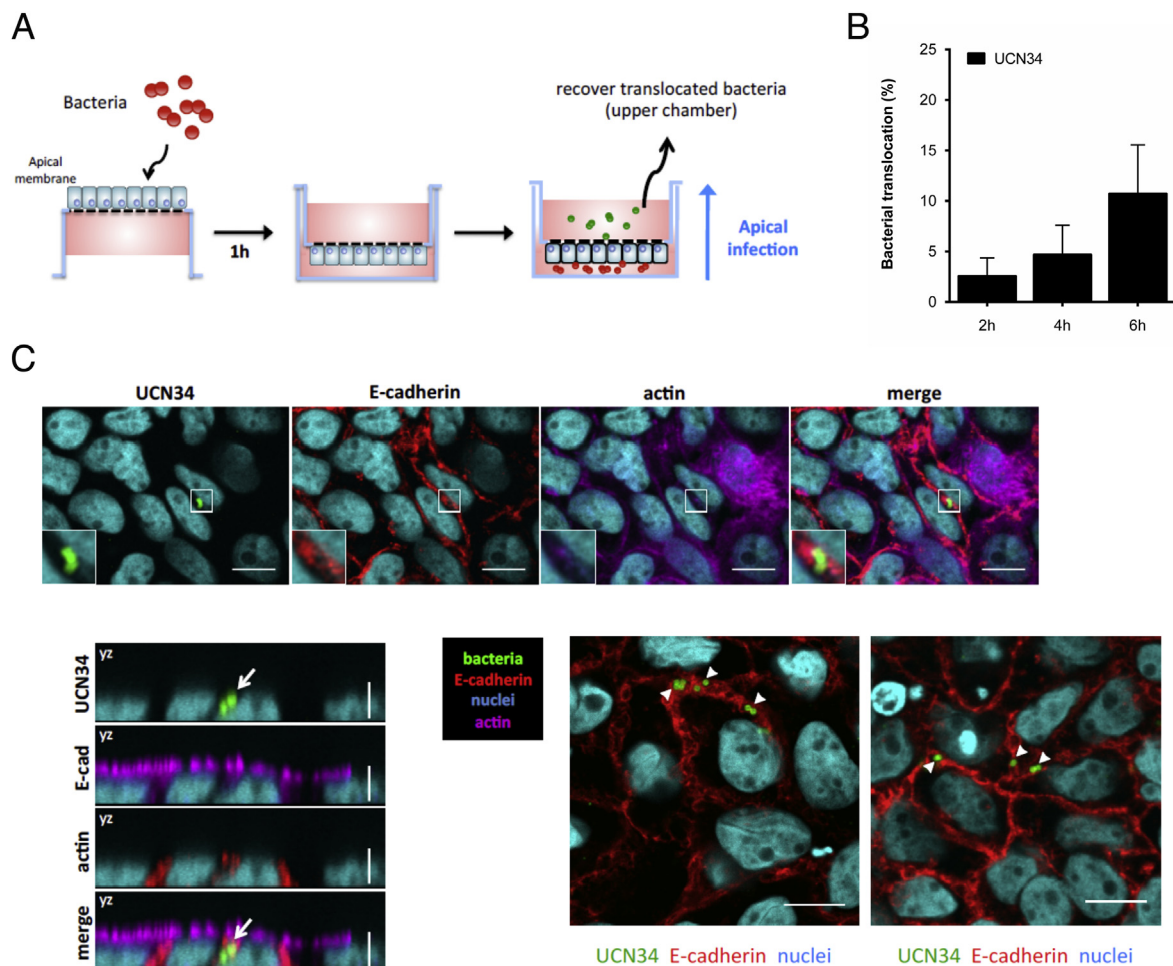 A
Bacteria
Apical
membrane
1h
recover translocated bacteria
(upper chamber)
Apical
infection
B
Bacterial translocation (%)
25
20
15
10
5
0
UCN34
2h
4h
6h
C
UCN34
E-cadherin
actin
merge
UCN34
yz
E-cad
yz
actin
yz
merge
yz
bacteria
E-cadherin
nuclei
actin
UCN34 E-cadherin nuclei
UCN34 E-cadherin nuclei